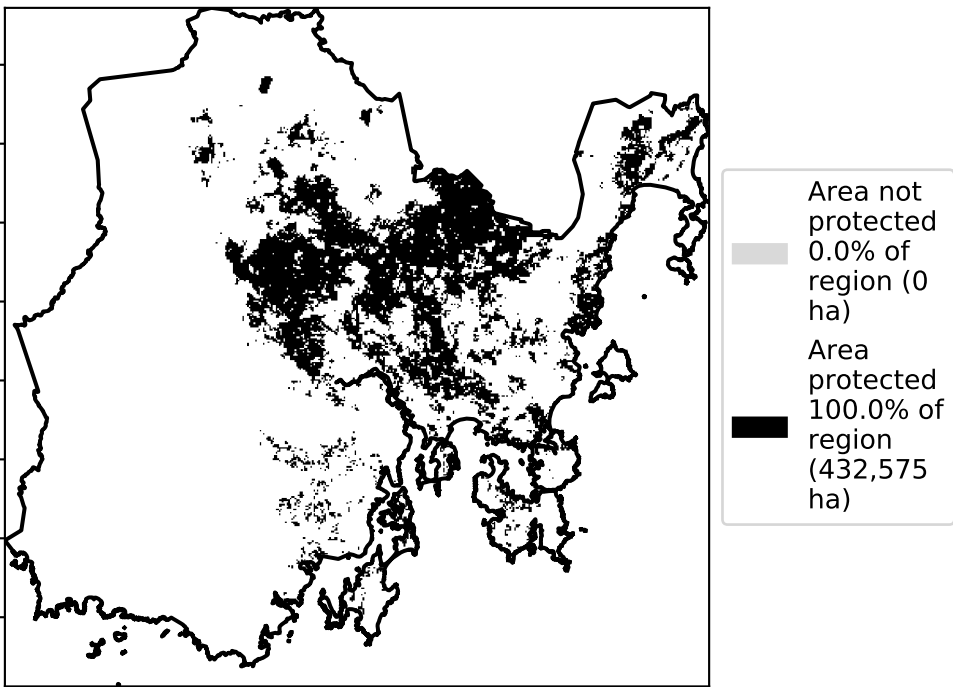 Area not
protected
0.0% of
region (0
ha)
Area
protected
100.0% of
region
(432,575
ha)